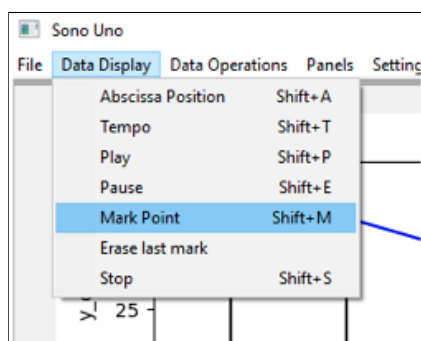 Sono Uno
File Data Display Data Operations Panels
Abscissa Position Shift+A
Tempo Shift+T
Play Shift+P
Pause Shift+E
Mark Point Shift+M
Erase last mark
Stop Shift+S
25